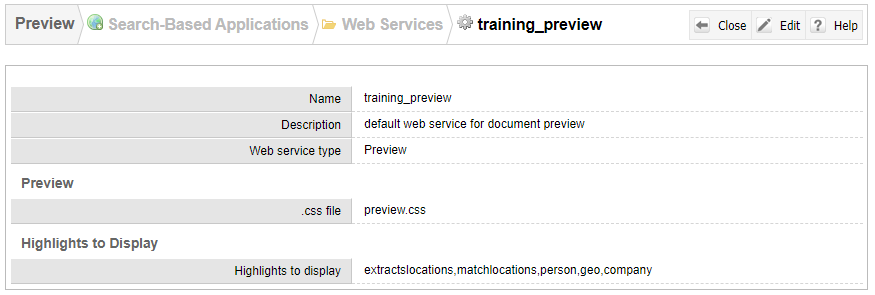 Preview Search-Based Applications Web Services training_preview Close Edit Help
Name training_preview
Description default web service for document preview
Web service type Preview
Preview
.css file preview.css
Highlights to Display
Highlights to display extractslocations,matchlocations,person,geo,company